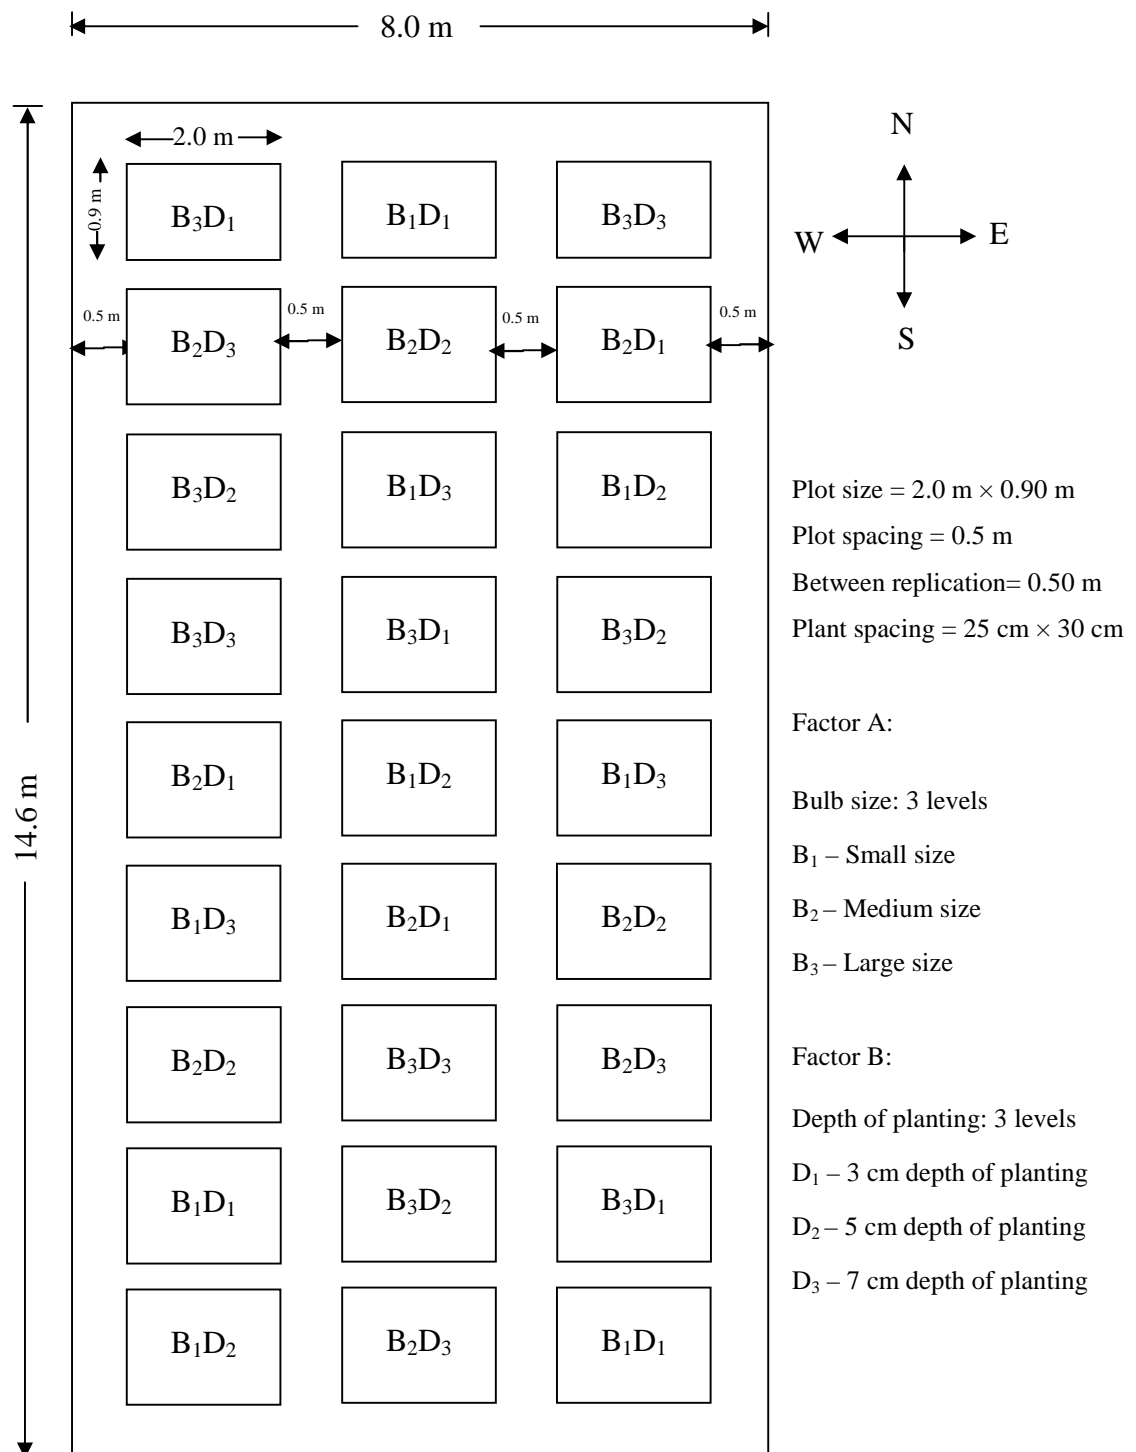 8.0 m
2.0 m
0.9 m
B₃D₁
B₁D₁
B₃D₃
N
W
E
S
0.5 m
0.5 m
0.5 m
0.5 m
B₂D₃
B₂D₂
B₂D₁
B₃D₂
B₁D₃
B₁D₂
B₃D₃
B₃D₁
B₃D₂
B₂D₁
B₁D₂
B₁D₃
14.6 m
B₁D₃
B₂D₁
B₂D₂
B₂D₂
B₃D₃
B₂D₃
B₁D₁
B₃D₂
B₃D₁
B₁D₂
B₂D₃
B₁D₁
Plot size = 2.0 m × 0.90 m
Plot spacing = 0.5 m
Between replication= 0.50 m
Plant spacing = 25 cm × 30 cm
Factor A:
Bulb size: 3 levels
B₁ – Small size
B₂ – Medium size
B₃ – Large size
Factor B:
Depth of planting: 3 levels
D₁ – 3 cm depth of planting
D₂ – 5 cm depth of planting
D₃ – 7 cm depth of planting